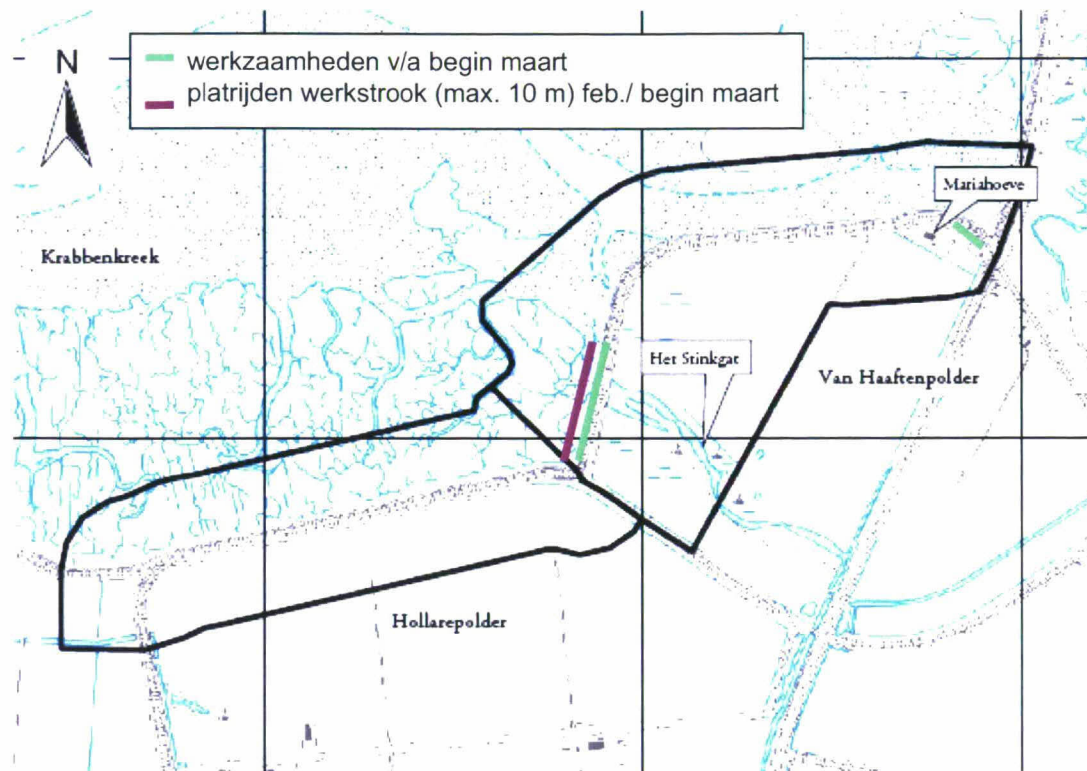 N
werkzaamheden v/a begin maart
platrijden werkstrook (max. 10 m) feb./ begin maart
Mariahoeve
Krabbenkreek
Het Stinkgat
Van Haaftenpolder
Hollarepolder